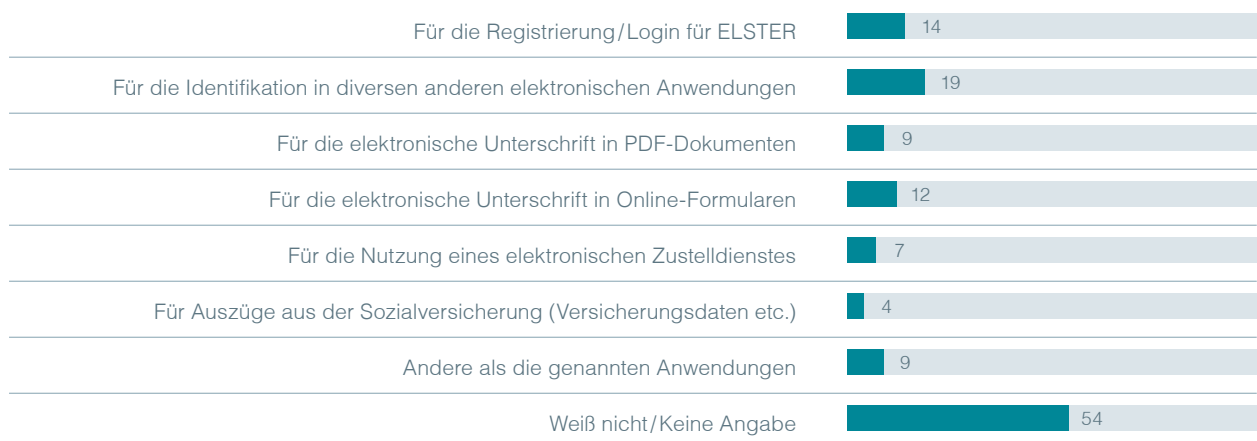 Für die Registrierung/Login für ELSTER 14
Für die Identifikation in diversen anderen elektronischen Anwendungen 19
Für die elektronische Unterschrift in PDF-Dokumenten 9
Für die elektronische Unterschrift in Online-Formularen 12
Für die Nutzung eines elektronischen Zustelldienstes 7
Für Auszüge aus der Sozialversicherung (Versicherungsdaten etc.) 4
Andere als die genannten Anwendungen 9
Weiß nicht/Keine Angabe 54